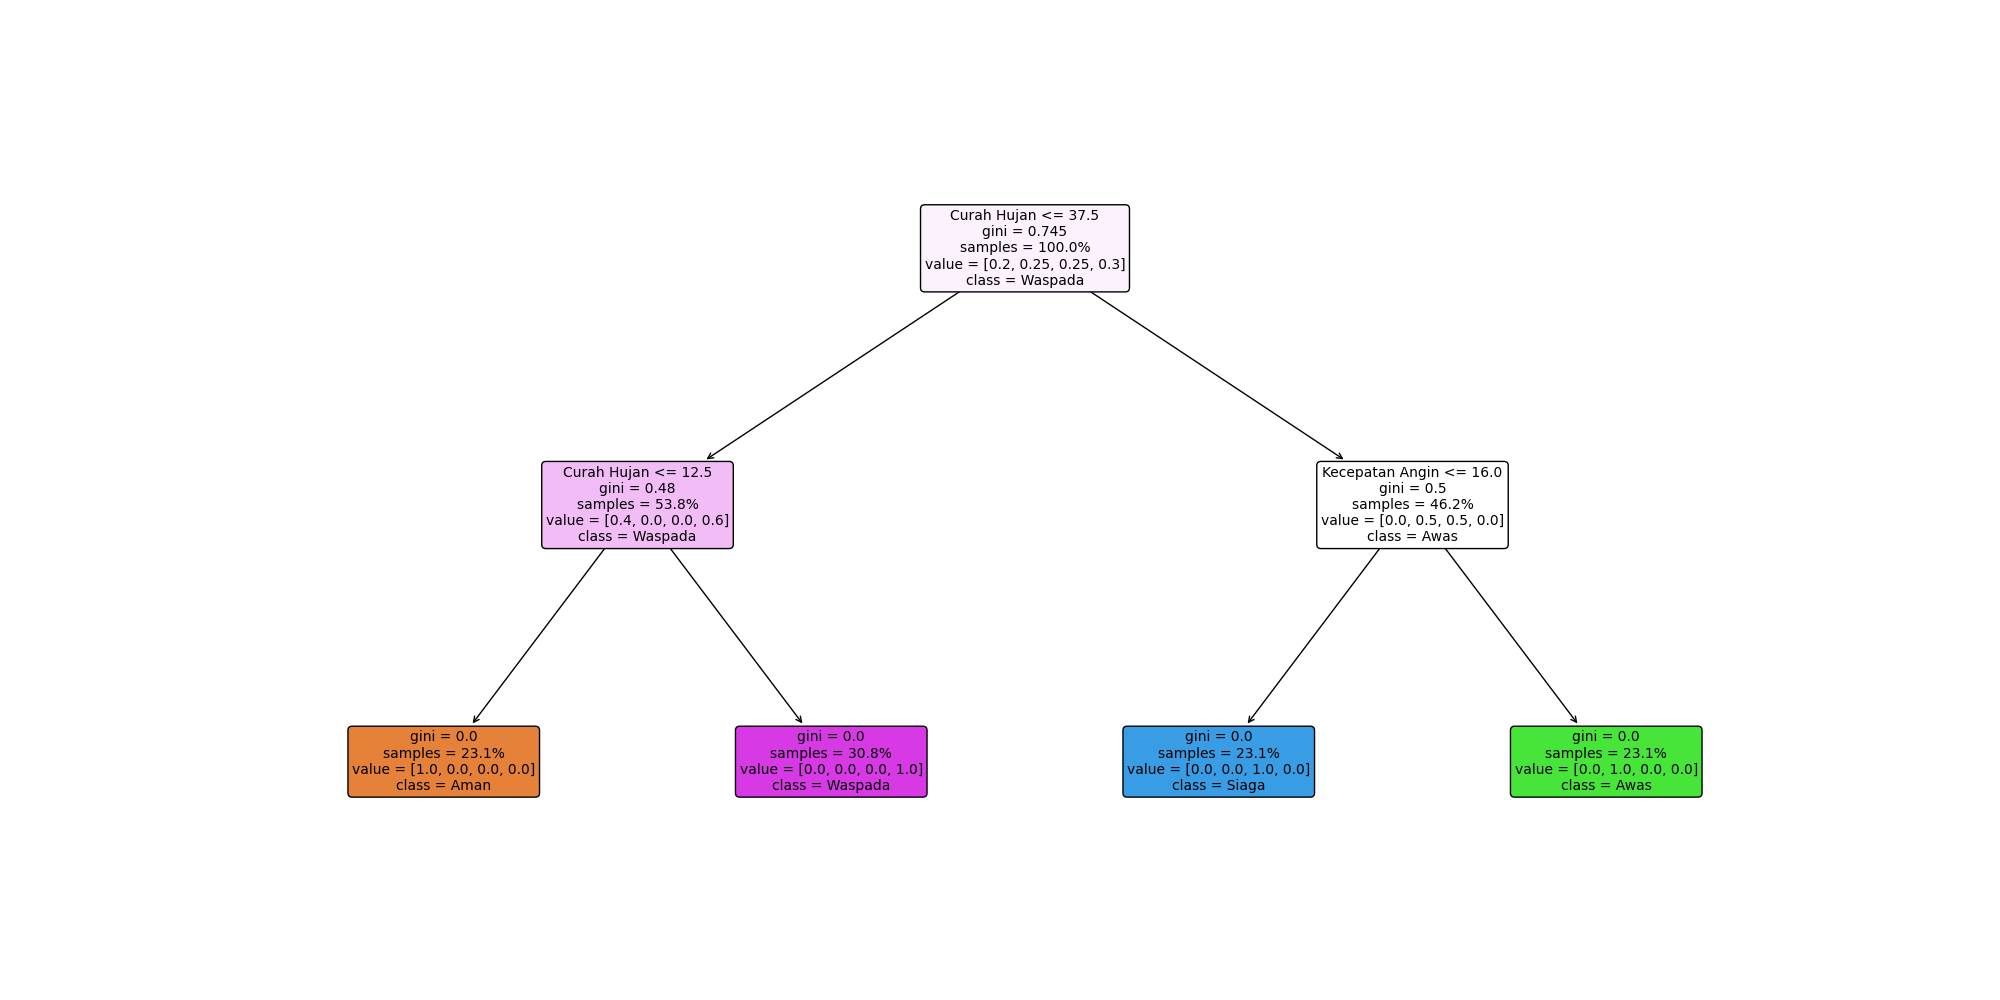 Curah Hujan <= 37.5
gini = 0.745
samples = 100.0%
value = [0.2, 0.25, 0.25, 0.3]
class = Waspada
Curah Hujan <= 12.5
gini = 0.48
samples = 53.8%
value = [0.4, 0.0, 0.0, 0.6]
class = Waspada
Kecepatan Angin <= 16.0
gini = 0.5
samples = 46.2%
value = [0.0, 0.5, 0.5, 0.0]
class = Awas
gini = 0.0
samples = 23.1%
value = [1.0, 0.0, 0.0, 0.0]
class = Aman
gini = 0.0
samples = 30.8%
value = [0.0, 0.0, 0.0, 1.0]
class = Waspada
gini = 0.0
samples = 23.1%
value = [0.0, 0.0, 1.0, 0.0]
class = Siaga
gini = 0.0
samples = 23.1%
value = [0.0, 1.0, 0.0, 0.0]
class = Awas